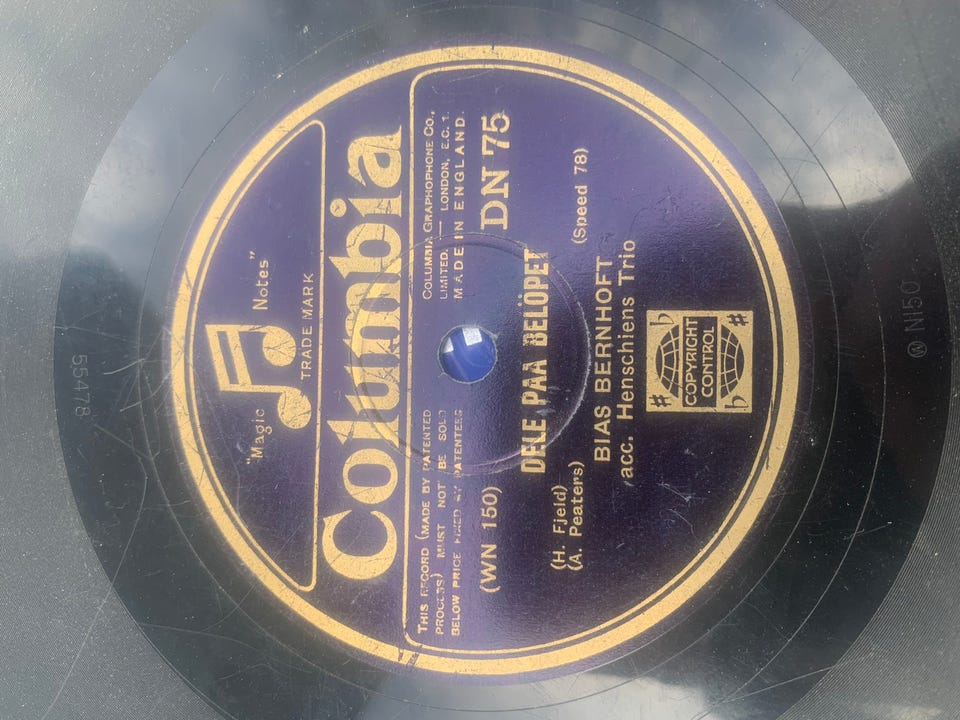 "Magic Notes"
TRADE MARK
Columbia
THIS RECORD (MADE BY PATENTED
PROCESS) MUST NOT BE SOLD
BELOW PRICE FIXED BY PATENTEES
COLUMBIA GRAPHOPHONE CO.,
LIMITED. — LONDON, E.C.1.
MADE IN ENGLAND.
(WN 150)
DN 75
DELE PAA BELÖPET
(H. Fjeld)
(A. Peaters)
(Speed 78)
BIAS BERNHOFT
acc. Henschiens Trio
COPYRIGHT
CONTROL
55478
W N150